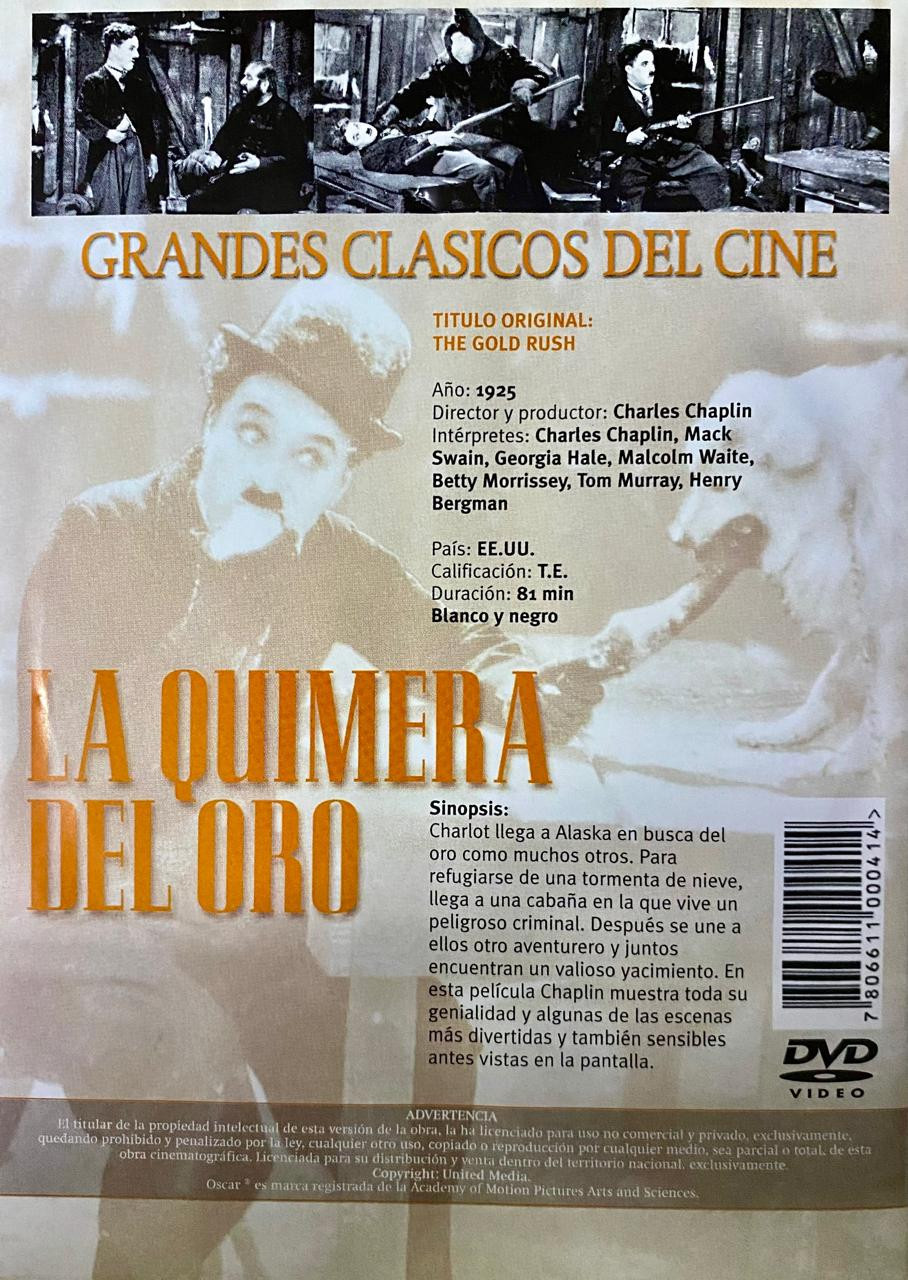 GRANDES CLASICOS DEL CINE
TITULO ORIGINAL:
THE GOLD RUSH
Año: 1925
Director y productor: Charles Chaplin
Intérpretes: Charles Chaplin, Mack
Swain, Georgia Hale, Malcolm Waite,
Betty Morrissey, Tom Murray, Henry
Bergman
País: EE.UU.
Calificación: T.E.
Duración: 81 min
Blanco y negro
LA QUIMERA
DEL ORO
Sinopsis:
Charlot llega a Alaska en busca del
oro como muchos otros. Para
refugiarse de una tormenta de nieve,
llega a una cabaña en la que vive un
peligroso criminal. Después se une a
ellos otro aventurero y juntos
encuentran un valioso yacimiento. En
esta película Chaplin muestra toda su
genialidad y algunas de las escenas
más divertidas y también sensibles
antes vistas en la pantalla.
7 806611 000414 >
DVD
VIDEO
ADVERTENCIA
El titular de la propiedad intelectual de esta versión de la obra, la ha licenciado para uso no comercial y privado, exclusivamente,
quedando prohibido y penalizado por la ley, cualquier otro uso, copiado o reproducción por cualquier medio, sea parcial o total, de esta
obra cinematográfica. Licenciada para su distribución y venta dentro del territorio nacional, exclusivamente.
Copyright: United Media.
Oscar ® es marca registrada de la Academy of Motion Pictures Arts and Sciences.